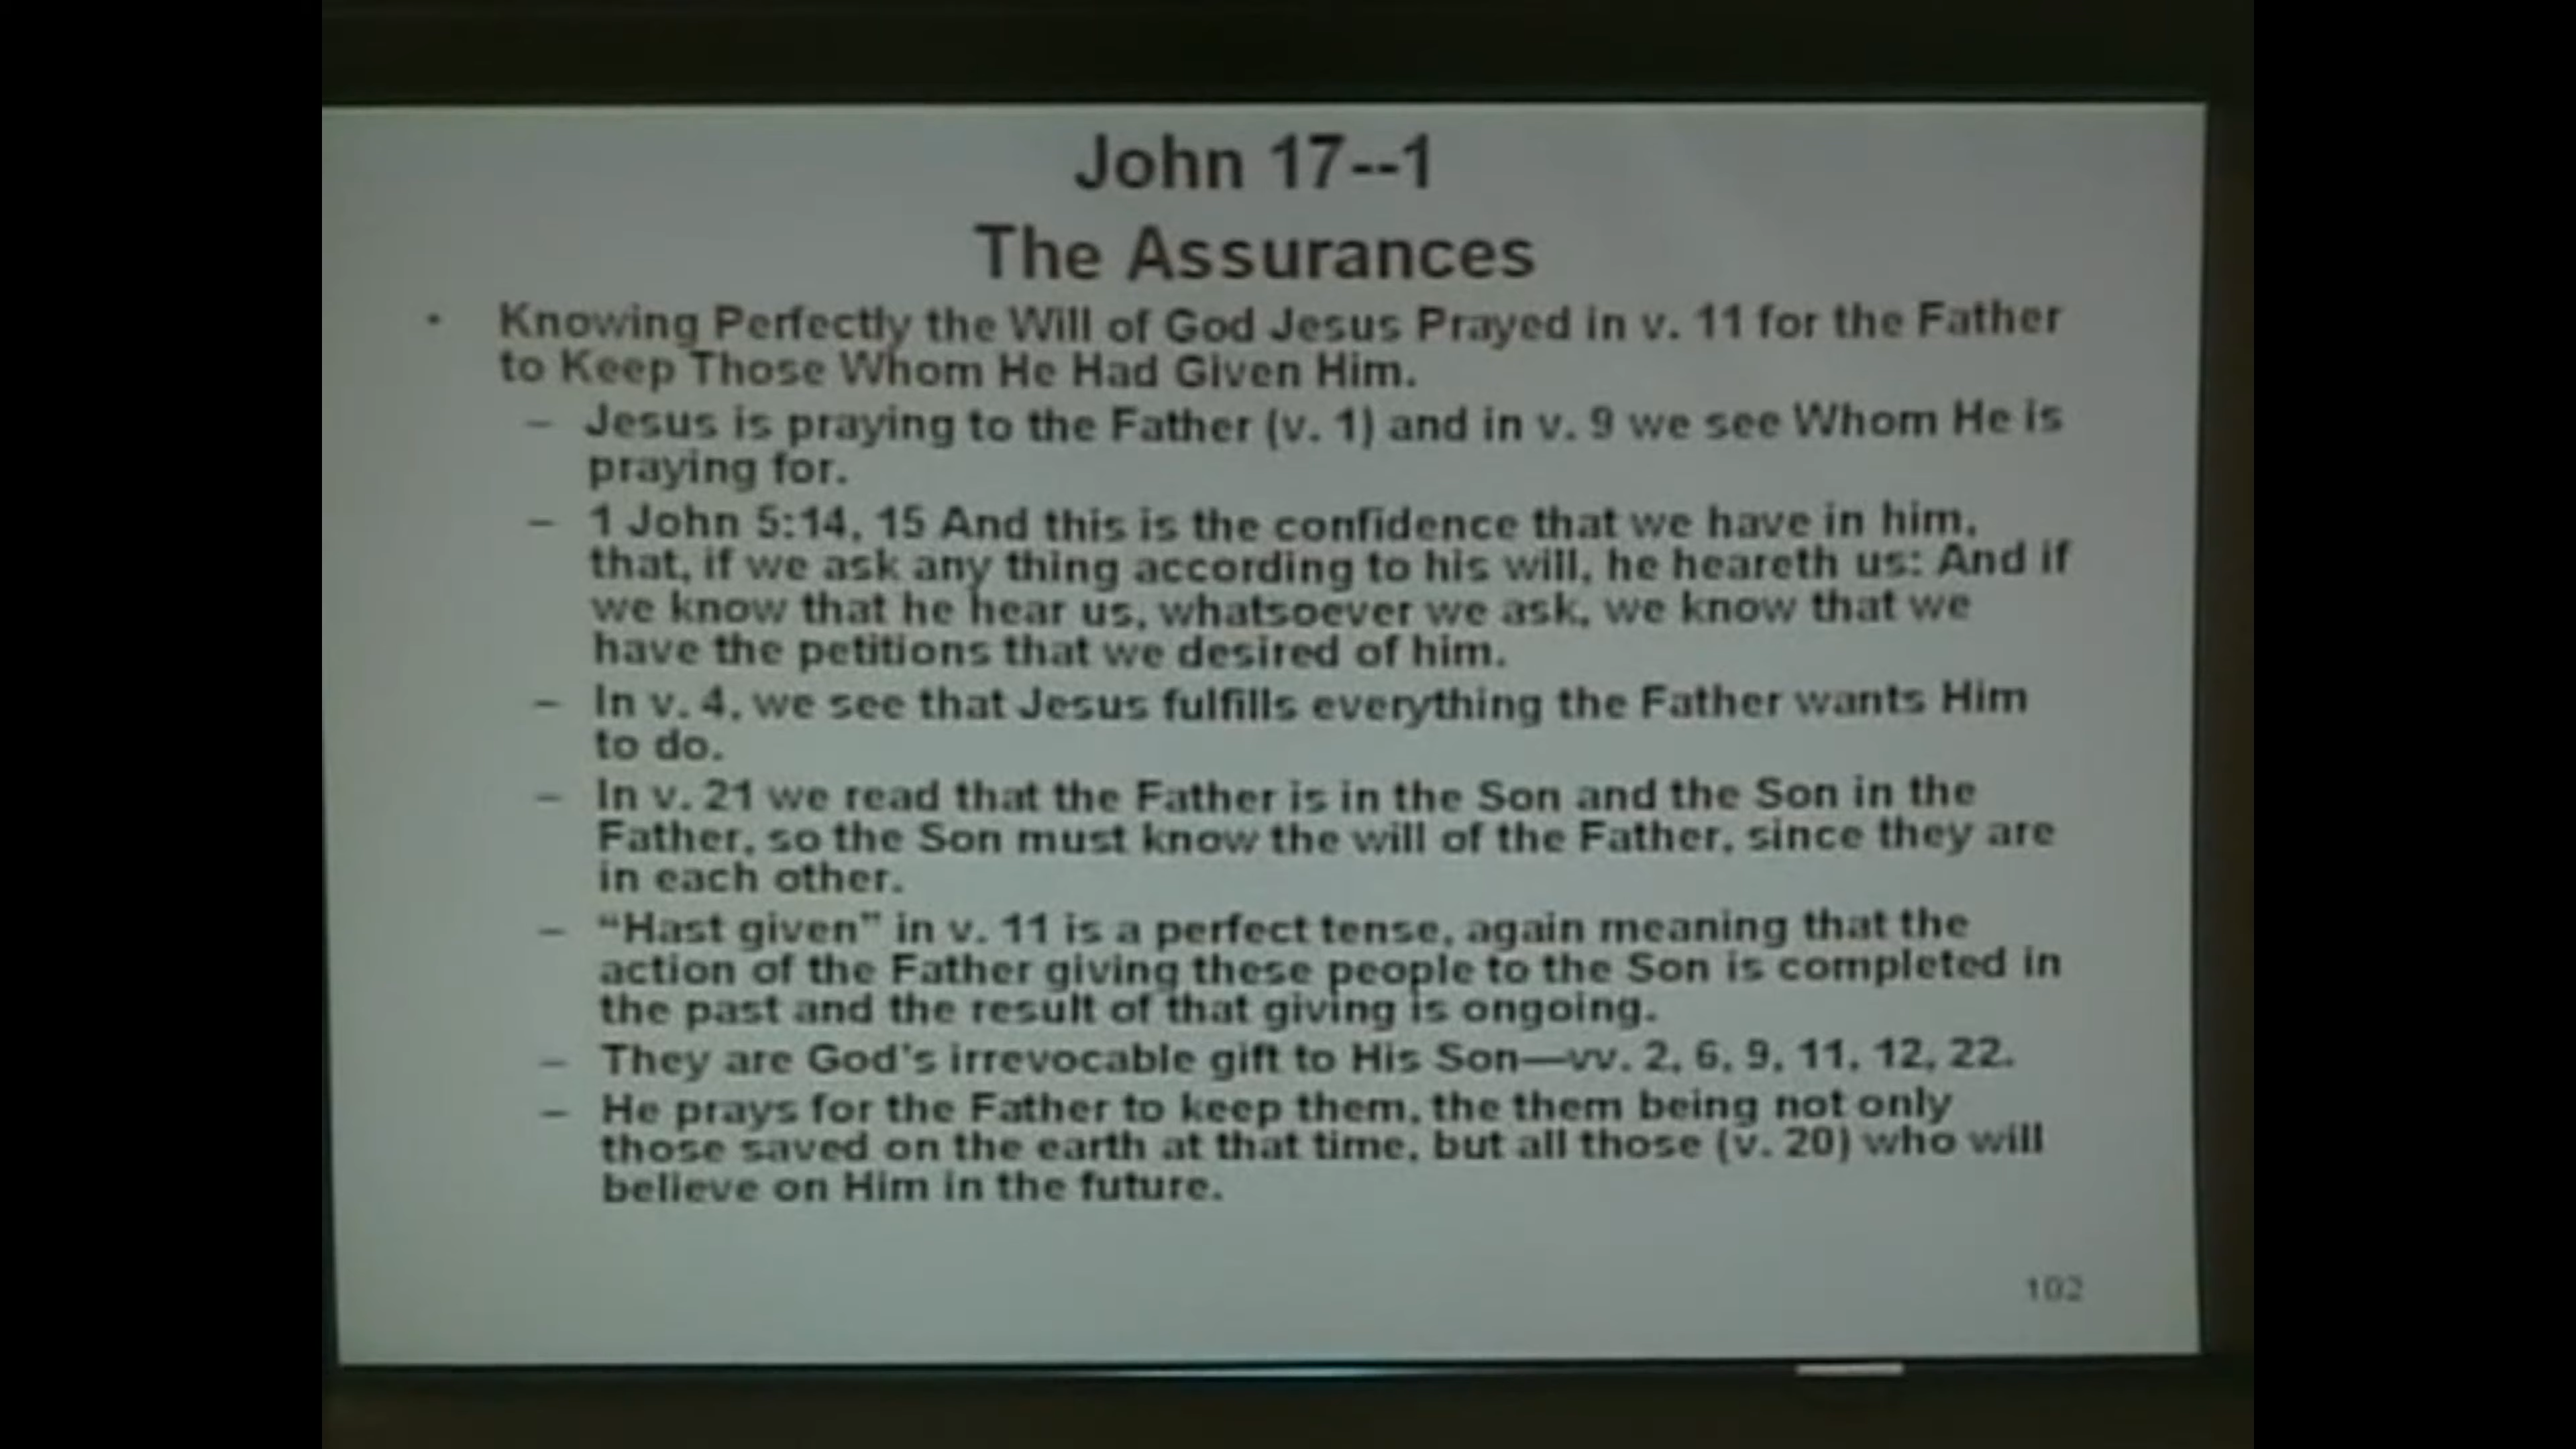 John 17--1
The Assurances
• Knowing Perfectly the Will of God Jesus Prayed in v. 11 for the Father
to Keep Those Whom He Had Given Him.
– Jesus is praying to the Father (v. 1) and in v. 9 we see Whom He is
praying for.
– 1 John 5:14, 15 And this is the confidence that we have in him,
that, if we ask any thing according to his will, he heareth us: And if
we know that he hear us, whatsoever we ask, we know that we
have the petitions that we desired of him.
– In v. 4, we see that Jesus fulfills everything the Father wants Him
to do.
– In v. 21 we read that the Father is in the Son and the Son in the
Father, so the Son must know the will of the Father, since they are
in each other.
– “Hast given” in v. 11 is a perfect tense, again meaning that the
action of the Father giving these people to the Son is completed in
the past and the result of that giving is ongoing.
– They are God's irrevocable gift to His Son—vv. 2, 6, 9, 11, 12, 22.
– He prays for the Father to keep them, the them being not only
those saved on the earth at that time, but all those (v. 20) who will
believe on Him in the future.
102